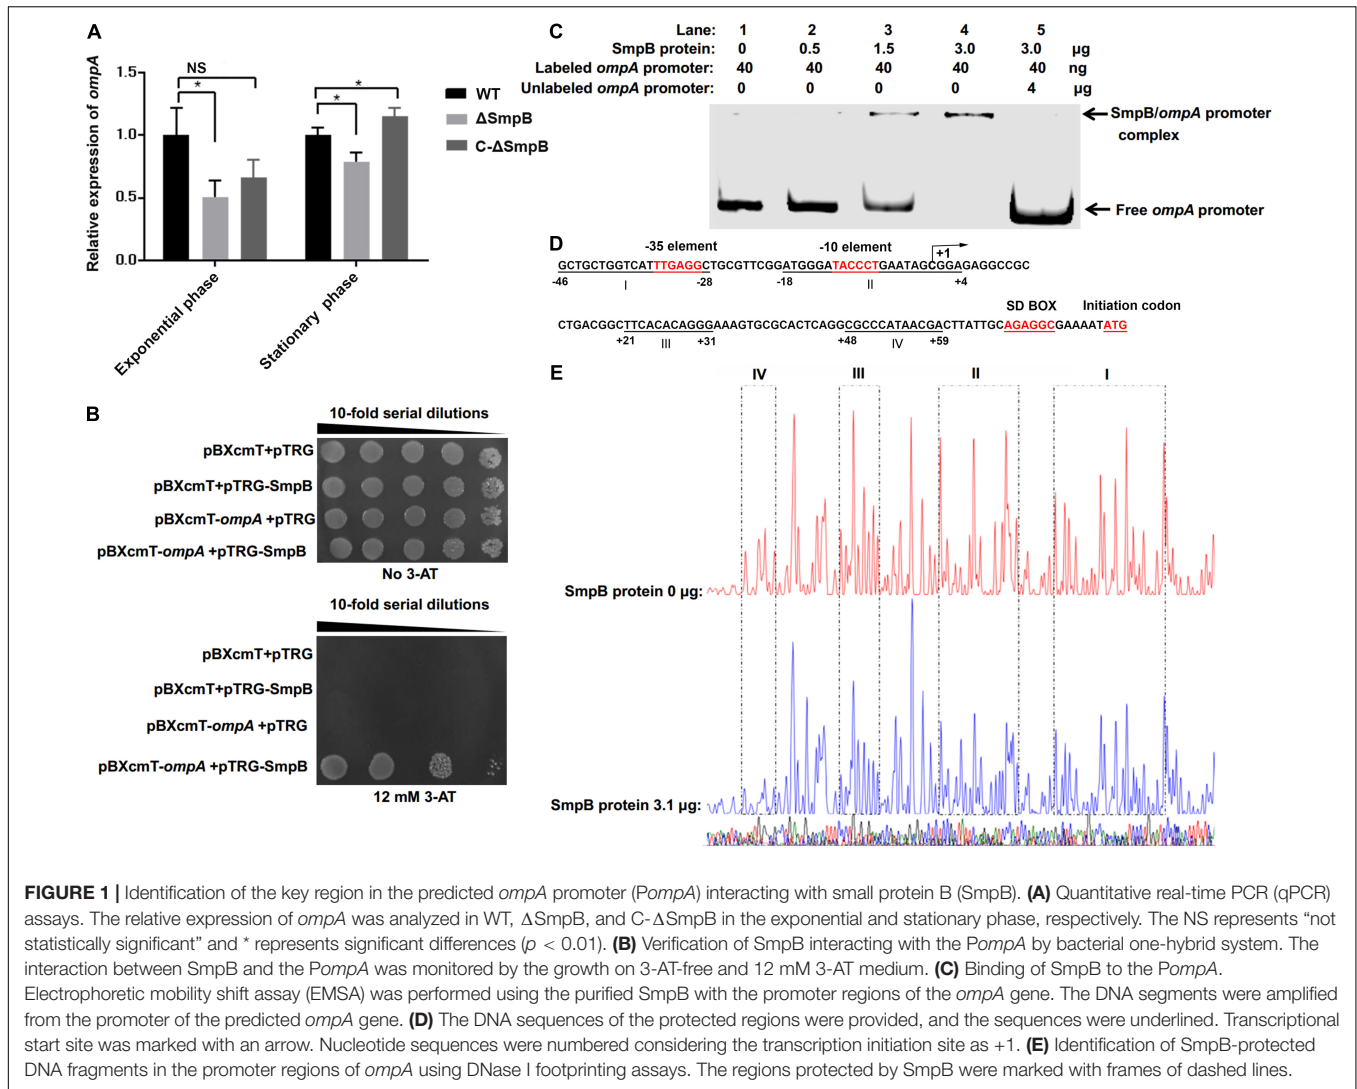 A
Relative expression of ompA
1.5
1.0
0.5
0.0
NS
*
*
*
WT
ΔSmpB
C-ΔSmpB
Exponential phase
Stationary phase
B
10-fold serial dilutions
pBXcmT+pTRG
pBXcmT+pTRG-SmpB
pBXcmT-ompA +pTRG
pBXcmT-ompA +pTRG-SmpB
No 3-AT
10-fold serial dilutions
pBXcmT+pTRG
pBXcmT+pTRG-SmpB
pBXcmT-ompA +pTRG
pBXcmT-ompA +pTRG-SmpB
12 mM 3-AT
C
Lane: 1 2 3 4 5
SmpB protein: 0 0.5 1.5 3.0 3.0 μg
Labeled ompA promoter: 40 40 40 40 40 ng
Unlabeled ompA promoter: 0 0 0 0 4 μg
SmpB/ompA promoter
complex
Free ompA promoter
D
-35 element -10 element +1
GCTGCTGGTCATTTGAGGCTGCGTTCGGATGGGATACCCTGAATAGCGGAGAGGCCGC
-46 I -28 -18 II +4
SD BOX Initiation codon
CTGACGGCTTCACACAGGGAAAGTGCGCACTCAGGCGCCCATAACGACTTATTGCAGAGGCGAAAATATG
+21 III +31 +48 IV +59
E
IV III II I
SmpB protein 0 μg:
SmpB protein 3.1 μg:
FIGURE 1 | Identification of the key region in the predicted ompA promoter (PompA) interacting with small protein B (SmpB). (A) Quantitative real-time PCR (qPCR)
assays. The relative expression of ompA was analyzed in WT, ΔSmpB, and C-ΔSmpB in the exponential and stationary phase, respectively. The NS represents “not
statistically significant” and * represents significant differences (p < 0.01). (B) Verification of SmpB interacting with the PompA by bacterial one-hybrid system. The
interaction between SmpB and the PompA was monitored by the growth on 3-AT-free and 12 mM 3-AT medium. (C) Binding of SmpB to the PompA.
Electrophoretic mobility shift assay (EMSA) was performed using the purified SmpB with the promoter regions of the ompA gene. The DNA segments were amplified
from the promoter of the predicted ompA gene. (D) The DNA sequences of the protected regions were provided, and the sequences were underlined. Transcriptional
start site was marked with an arrow. Nucleotide sequences were numbered considering the transcription initiation site as +1. (E) Identification of SmpB-protected
DNA fragments in the promoter regions of ompA using DNase I footprinting assays. The regions protected by SmpB were marked with frames of dashed lines.